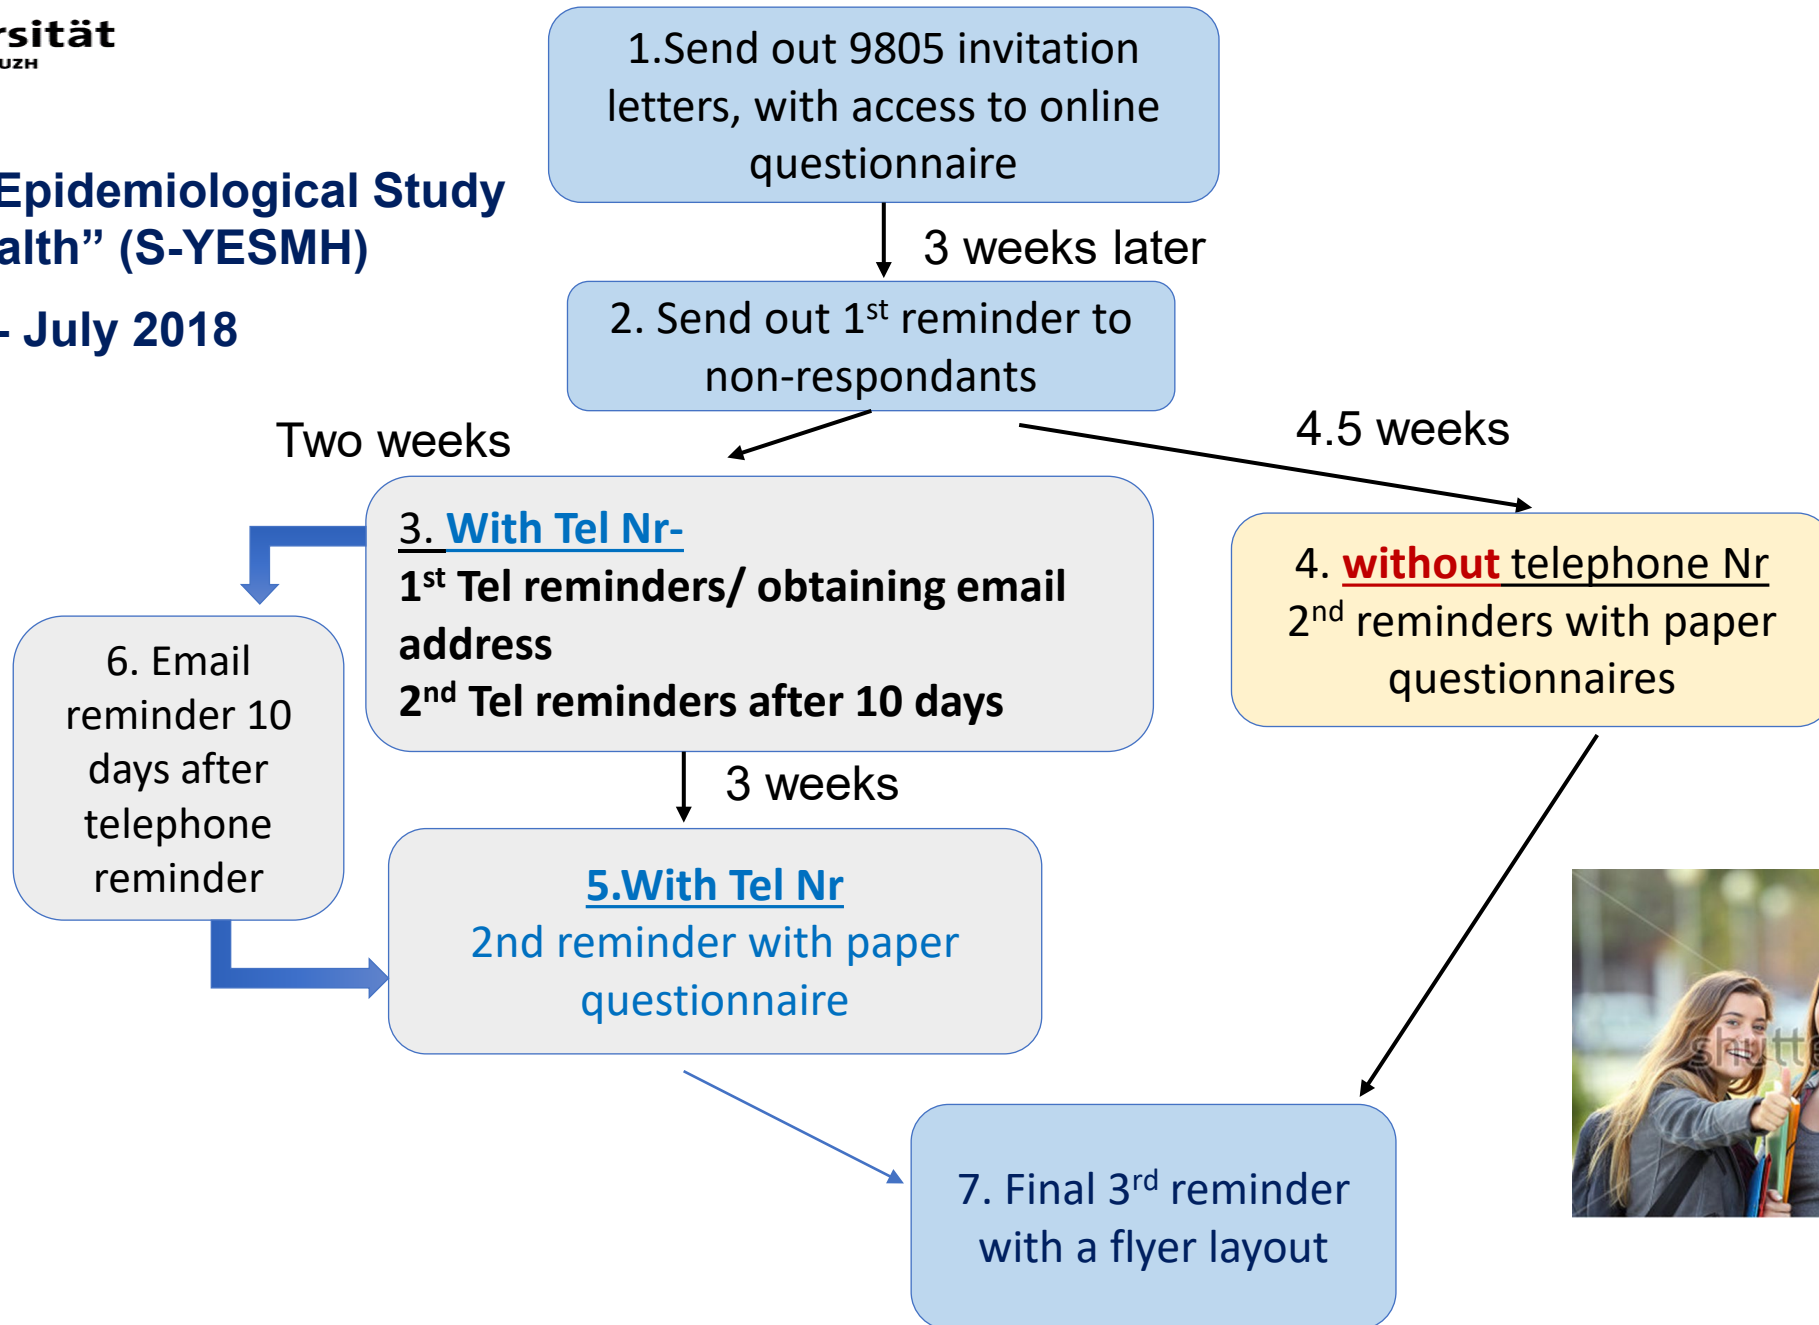 rsität
UZH
Epidemiological Study
alth” (S-YESMH)
- July 2018
1.Send out 9805 invitation
letters, with access to online
questionnaire
3 weeks later
2. Send out 1st reminder to
non-respondants
Two weeks
4.5 weeks
3. With Tel Nr-
1st Tel reminders/ obtaining email
address
2nd Tel reminders after 10 days
4. without telephone Nr
2nd reminders with paper
questionnaires
6. Email
reminder 10
days after
telephone
reminder
3 weeks
5.With Tel Nr
2nd reminder with paper
questionnaire
7. Final 3rd reminder
with a flyer layout
shutte